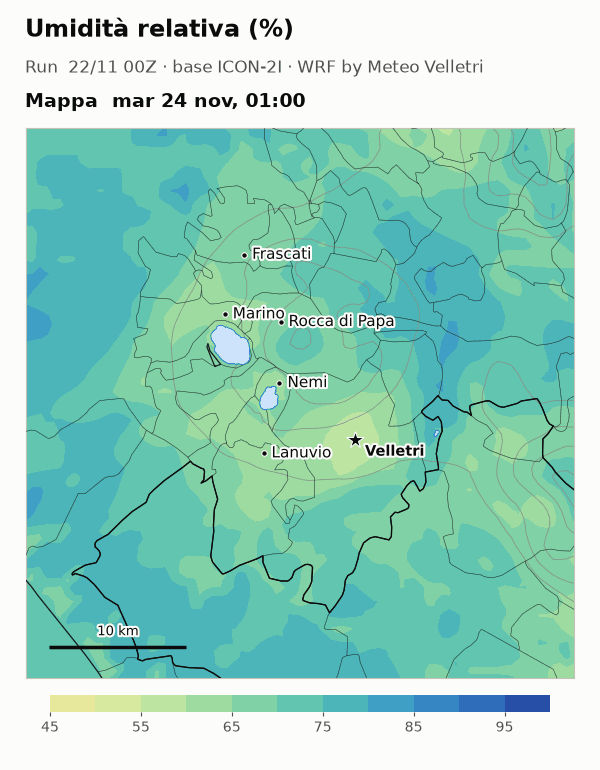 Umidità relativa (%)
Run  22/11 00Z · base ICON-2I · WRF by Meteo Velletri
Mappa  mar 24 nov, 01:00
Frascati
Marino
Rocca di Papa
Nemi
Velletri
Lanuvio
10 km
45 55 65 75 85 95